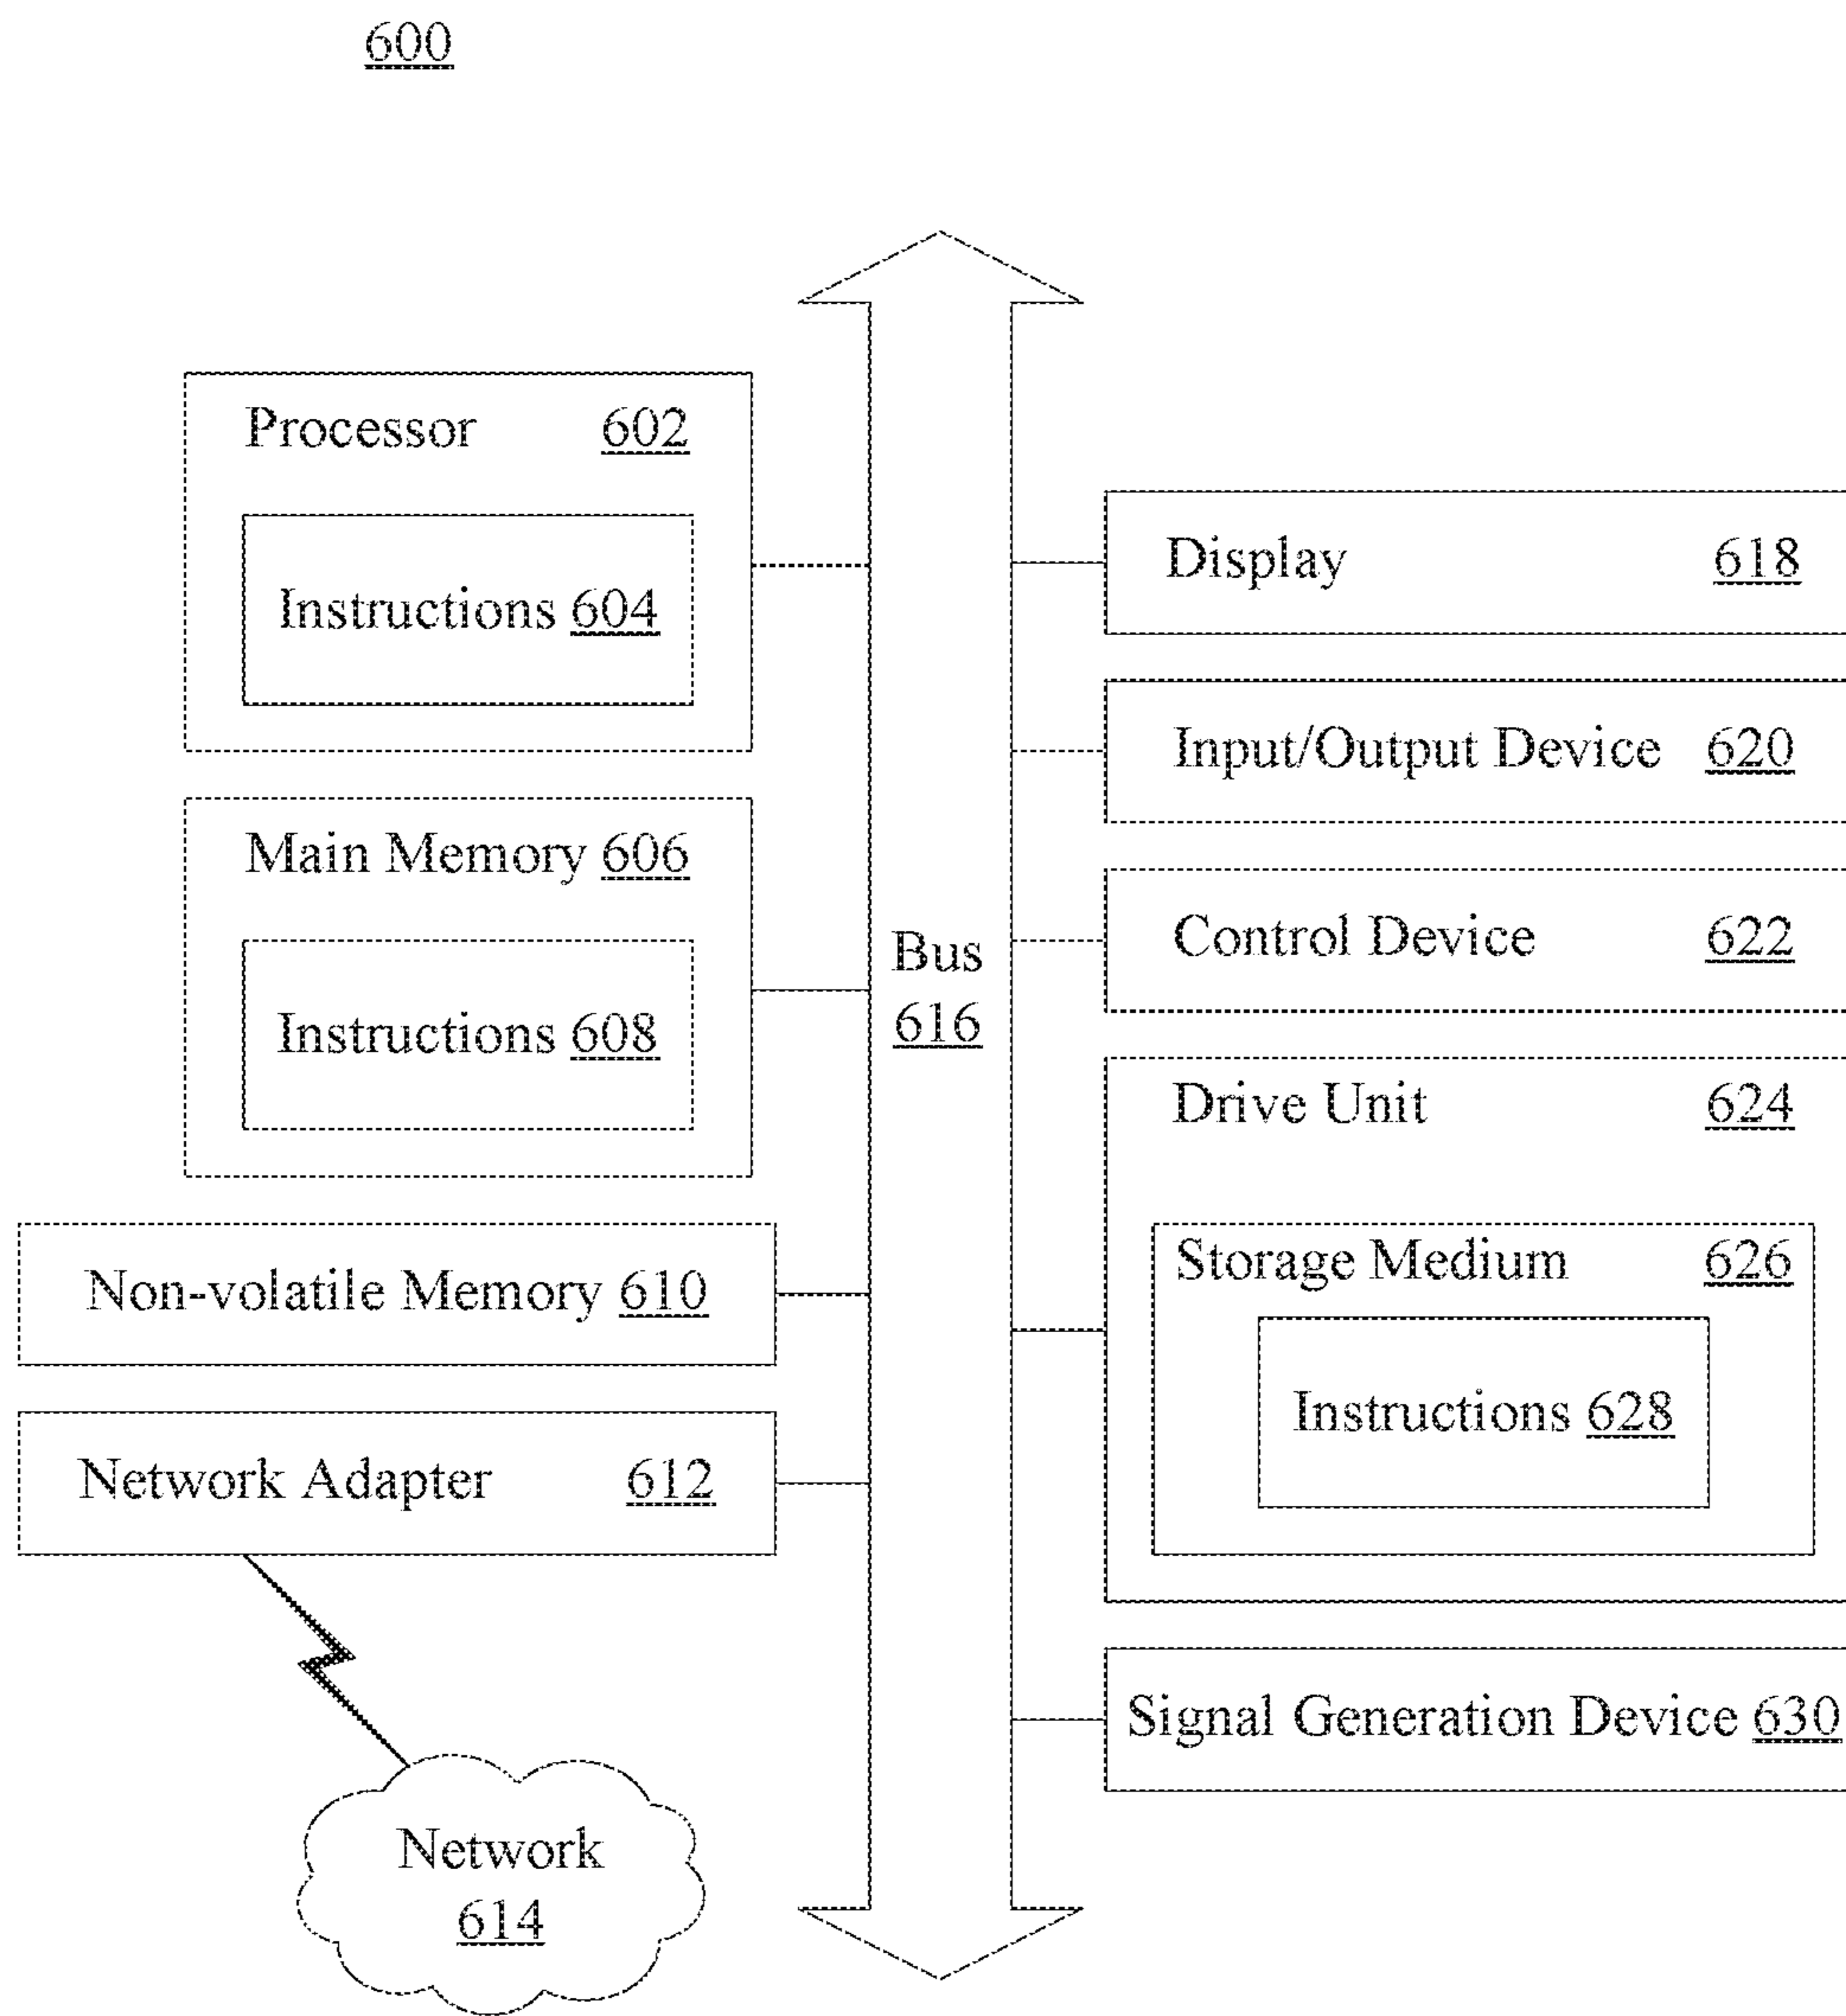 600
Processor 602
Instructions 604
Main Memory 606
Instructions 608
Non-volatile Memory 610
Network Adapter 612
Network
614
Bus
616
Display 618
Input/Output Device 620
Control Device 622
Drive Unit 624
Storage Medium 626
Instructions 628
Signal Generation Device 630